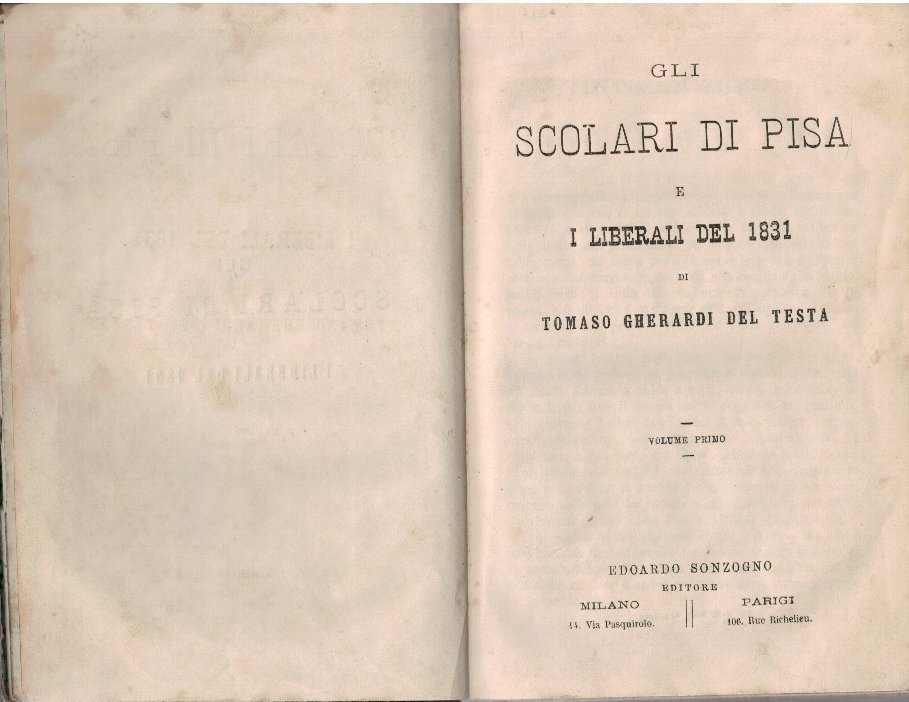 GLI
SCOLARI DI PISA
E
I LIBERALI DEL 1831
DI
TOMASO GHERARDI DEL TESTA
VOLUME PRIMO
EDOARDO SONZOGNO
EDITORE
MILANO
14. Via Pasquirolo.
PARIGI
106, Rue Richelieu.